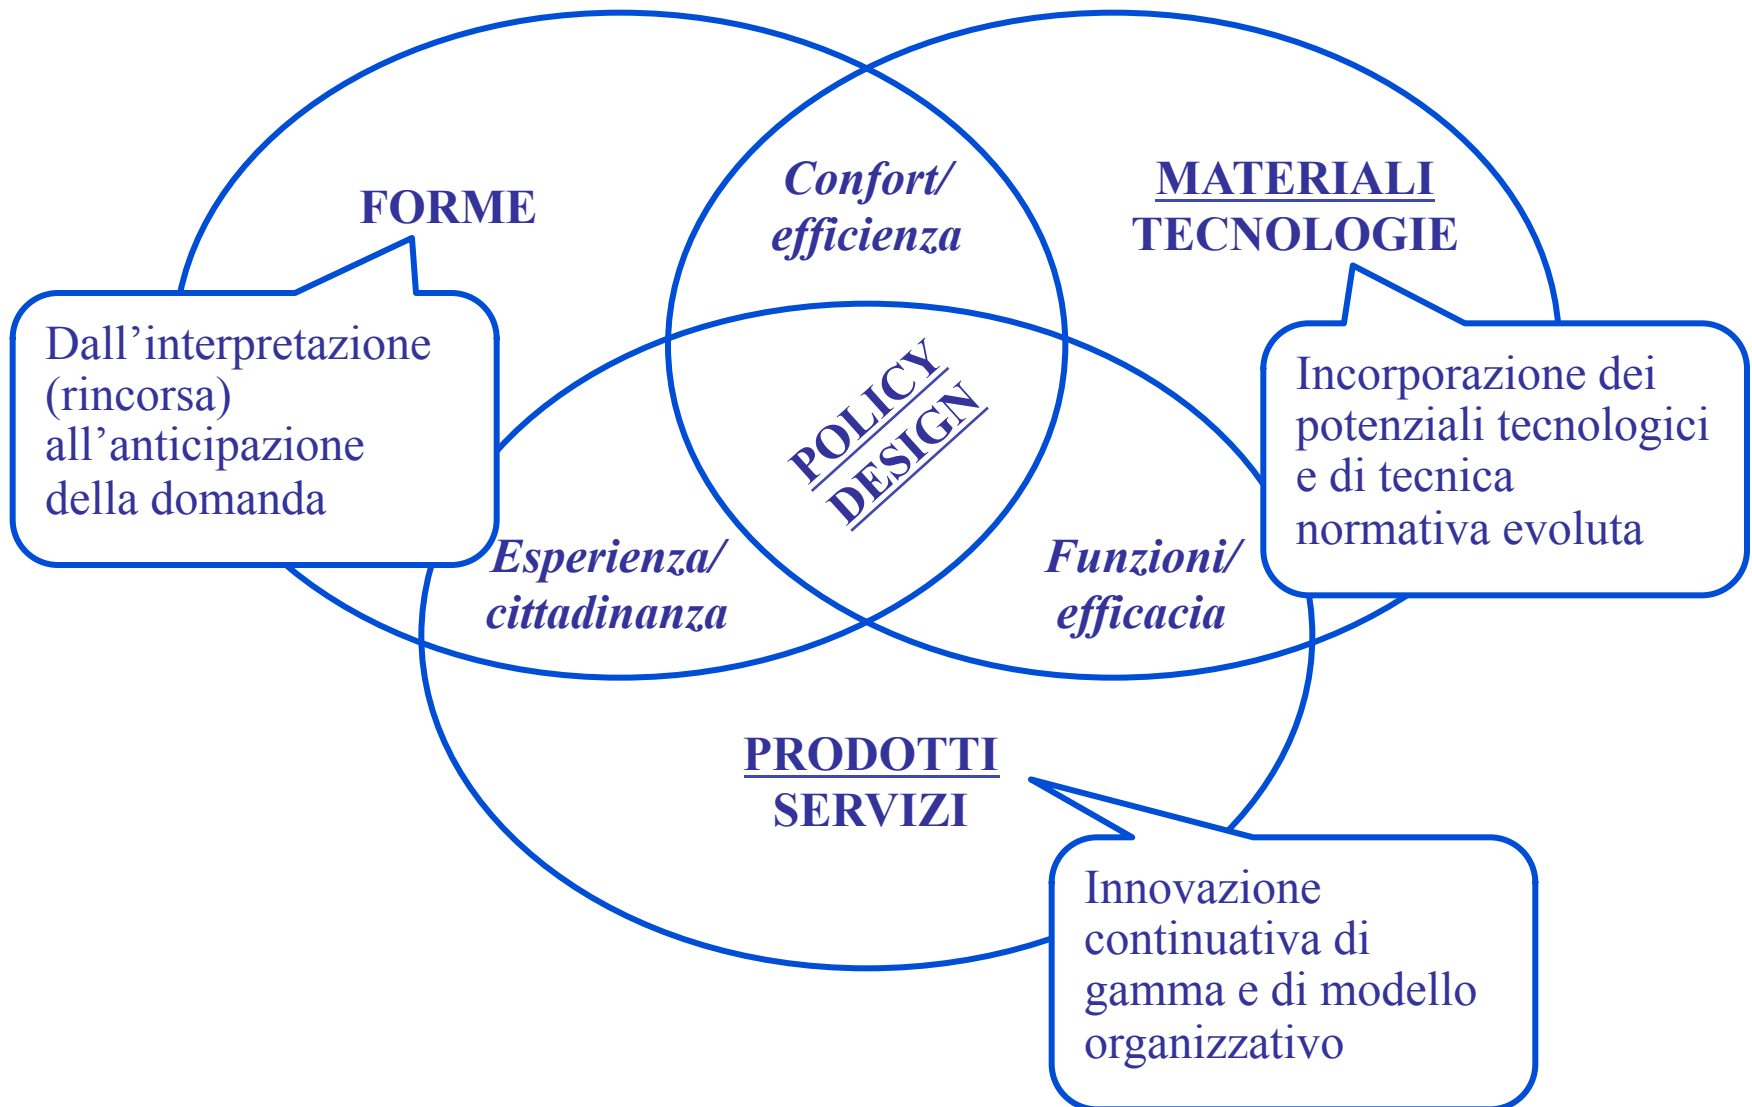 FORME
Confort/
efficienza
MATERIALI
TECNOLOGIE
Dall’interpretazione
(rincorsa)
all’anticipazione
della domanda
POLICY
DESIGN
Incorporazione dei
potenziali tecnologici
e di tecnica
normativa evoluta
Esperienza/
cittadinanza
Funzioni/
efficacia
PRODOTTI
SERVIZI
Innovazione
continuativa di
gamma e di modello
organizzativo